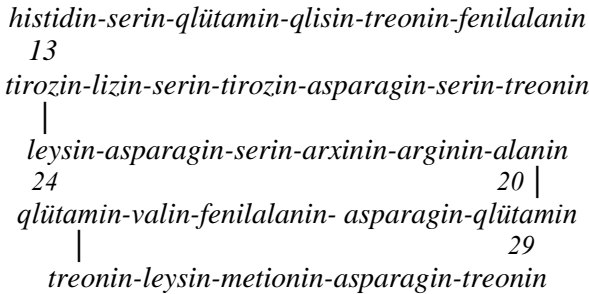 histidin-serin-qlütamin-qlisin-treonin-fenilalanin
13
tirozin-lizin-serin-tirozin-asparagin-serin-treonin
leysin-asparagin-serin-arxinin-arginin-alanin
24 20
qlütamin-valin-fenilalanin- asparagin-qlütamin
29
treonin-leysin-metionin-asparagin-treonin